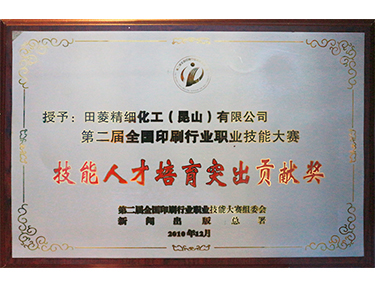 授予：田菱精细化工（昆山）有限公司
第二届全国印刷行业职业技能大赛
技能人才培育突出贡献奖
第二届全国印刷行业职业技能大赛组委会
新闻出版总署
2010年12月